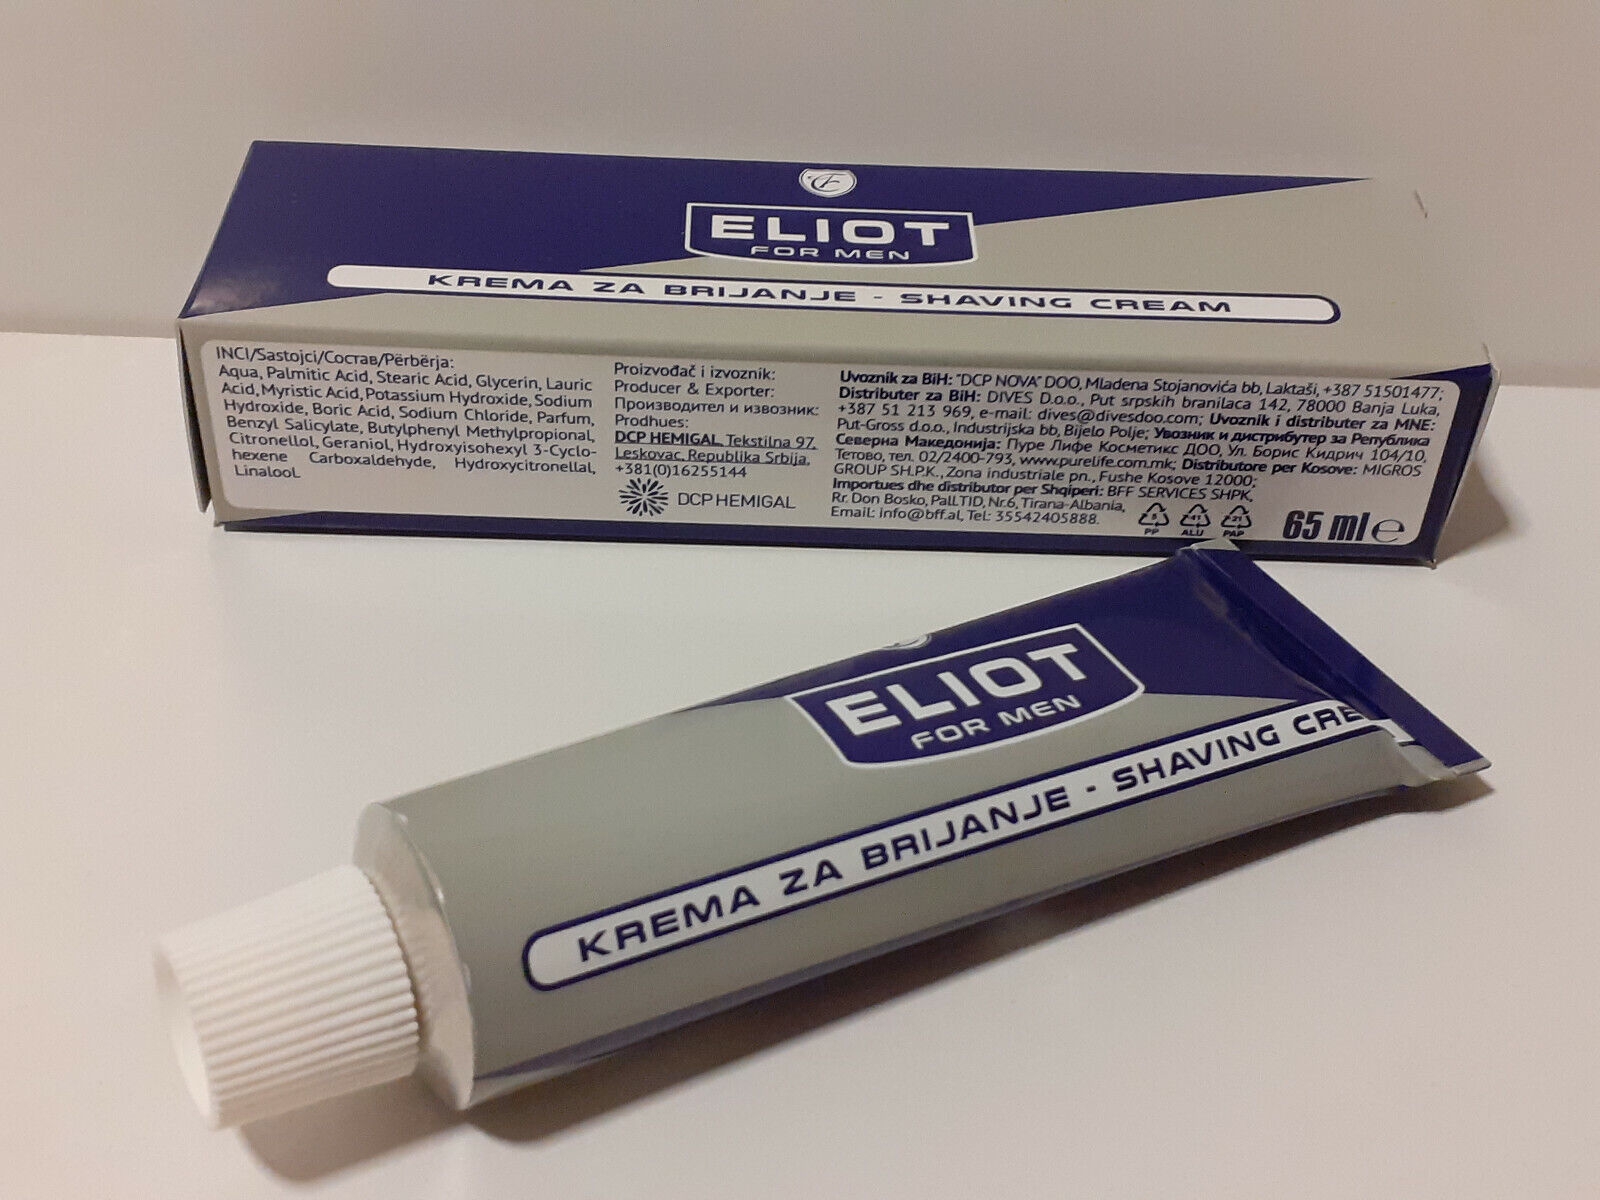 ELIOT
FOR MEN
KREMA ZA BRIJANJE - SHAVING CREAM
INCI/Sastojci/Состав/Përbërja:
Aqua, Palmitic Acid, Stearic Acid, Glycerin, Lauric
Acid, Myristic Acid, Potassium Hydroxide, Sodium
Hydroxide, Boric Acid, Sodium Chloride, Parfum,
Benzyl Salicylate, Butylphenyl Methylpropional,
Citronellol, Geraniol, Hydroxyisohexyl 3-Cyclo-
hexene Carboxaldehyde, Hydroxycitronellal,
Linalool.
Proizvođač i izvoznik:
Producer & Exporter:
Производител и извозник:
Prodhues:
DCP HEMIGAL, Tekstilna 97,
Leskovac, Republika Srbija,
+381(0)16255144
DCP HEMIGAL
Uvoznik za BiH: "DCP NOVA" DOO, Mladena Stojanovića bb, Laktaši, +387 51501477;
Distributer za BiH: DIVES D.o.o., Put srpskih branilaca 142, 78000 Banja Luka,
+387 51 213 969, e-mail: dives@divesdoo.com; Uvoznik i distributer za MNE:
Put-Gross d.o.o., Industrijska bb, Bijelo Polje; Увозник и дистрибутер за Република
Северна Македонија: Пуре Лифе Косметикс ДОО, Ул. Борис Кидрич 104/10,
Тетово, тел. 02/2400-793, www.purelife.com.mk; Distributore per Kosove: MIGROS
GROUP SH.P.K., Zona industriale pn., Fushe Kosove 12000;
Importues dhe distributor per Shqiperi: BFF SERVICES SHPK,
Rr. Don Bosko, Pall.TID, Nr.6, Tirana-Albania,
Email: info@bff.al, Tel: 35542405888.
5 41 21
PP ALU PAP
65 ml e
ELIOT
FOR MEN
KREMA ZA BRIJANJE - SHAVING CRE